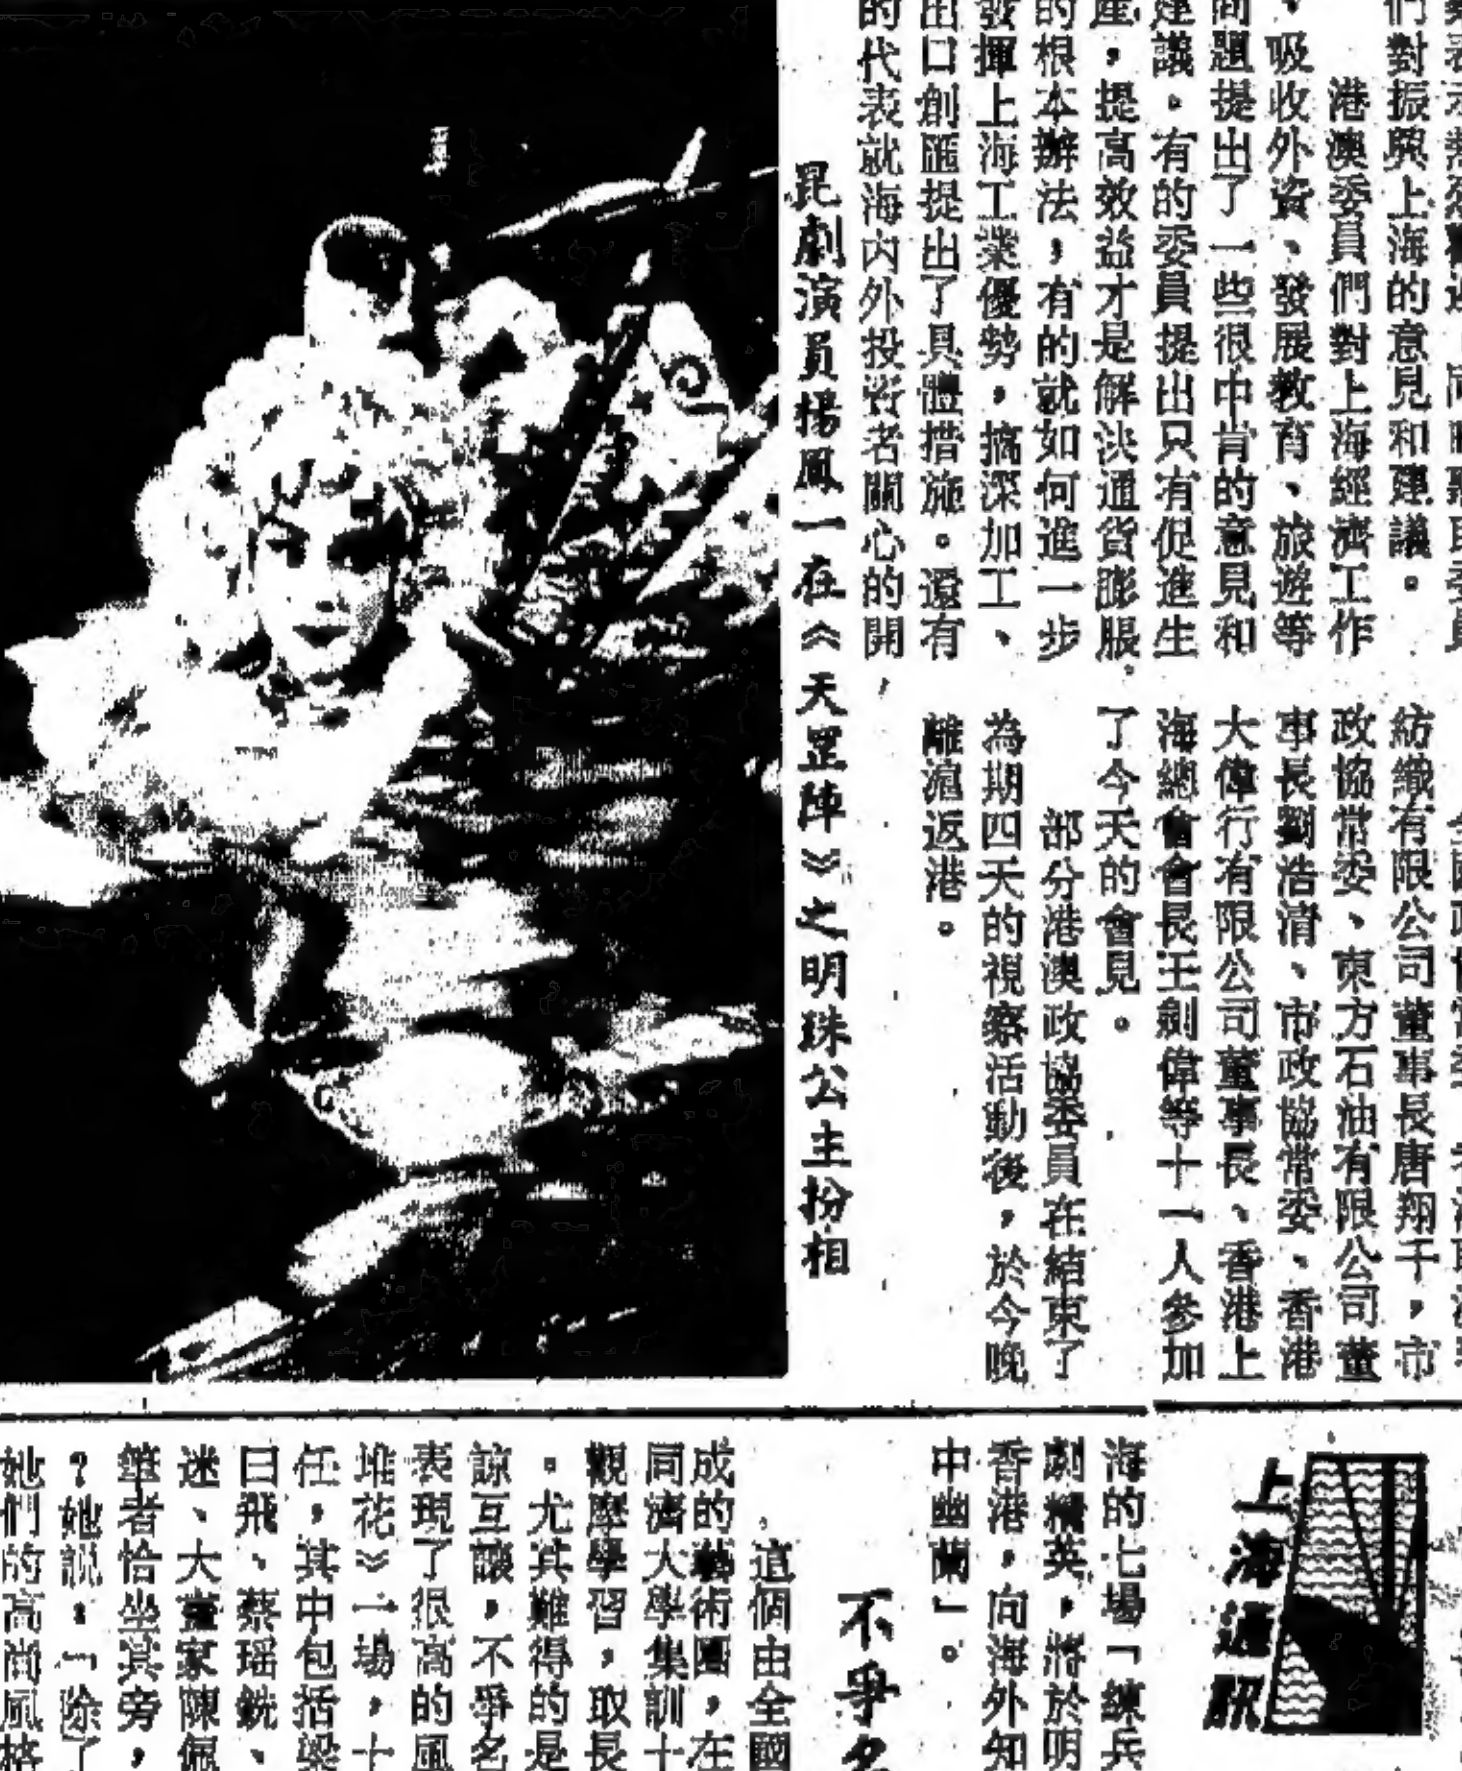 們對振興上海的意見和建議。
港澳委員們對上海經濟工作
、吸收外資、發展教育、旅遊等
問題提出了一些很中肯的意見和
建議。有的委員提出只有促進生
產,提高效益才是解決通貨膨脹
的根本辦法,有的就如何進一步
發揮上海工業優勢,搞深加工、
出口創匯提出了具體措施。還有
的代表就海內外投資者關心的開
紡織有限公司董事長唐翔千,市
政協常委、東方石油有限公司董
事長劉浩清、市政協常委、香港
大偉行有限公司董事長、香港上
海總會會長王劍偉等十一人參加
了今天的會見。
部分港澳政協委員在結束了
為期四天的視察活動後,於今晚
離滬返港。
昆劇演員楊鳳一在《天罡陣》之明珠公主扮相
上海通訊
海的七場「練兵
劇精英,將於明
香港,向海外知
中幽蘭」。
不爭名
這個由全國
成的藝術團,在
同濟大學集訓十
觀摩學習,取長
。尤其難得的是
諒互讓,不爭名
表現了很高的風
堆花》一場,十
任,其中包括梁
日飛、蔡瑶銑、
迷、大畫家陳佩
筆者恰坐其旁,
?她說:「除了
她們的高尚風格